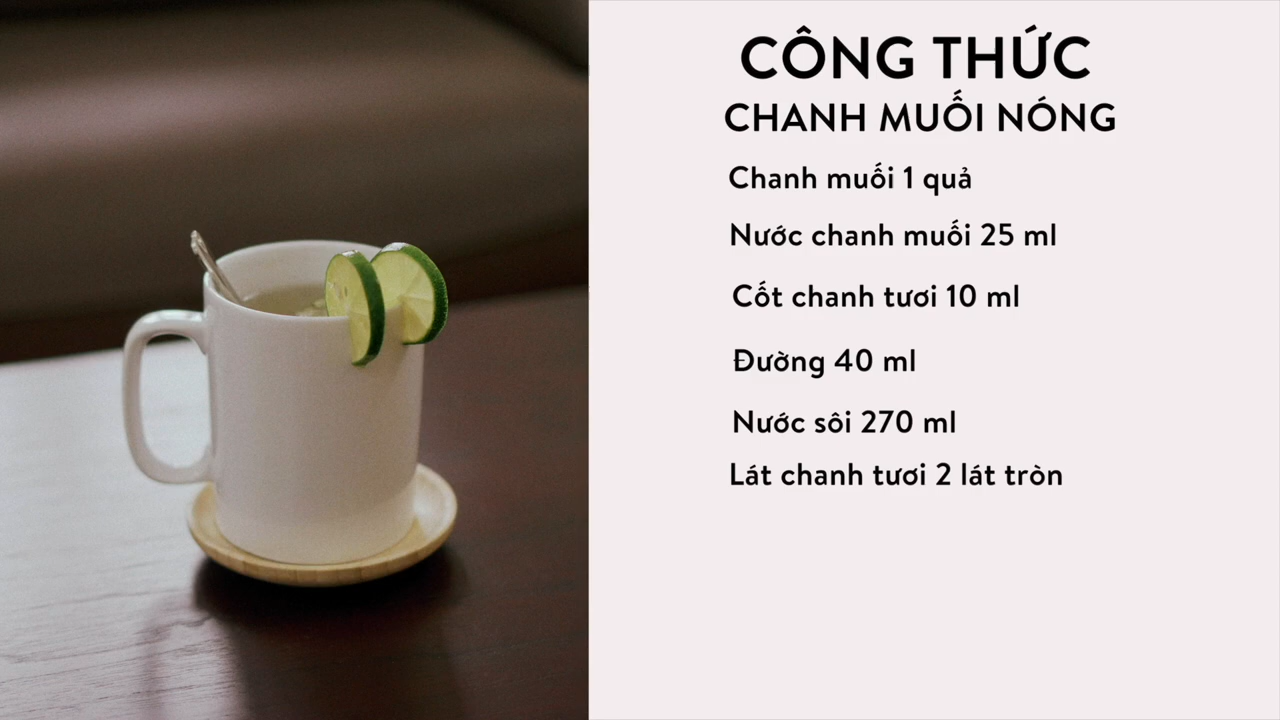 CÔNG THỨC
CHANH MUỐI NÓNG
Chanh muối 1 quả
Nước chanh muối 25 ml
Cốt chanh tươi 10 ml
Đường 40 ml
Nước sôi 270 ml
Lát chanh tươi 2 lát tròn